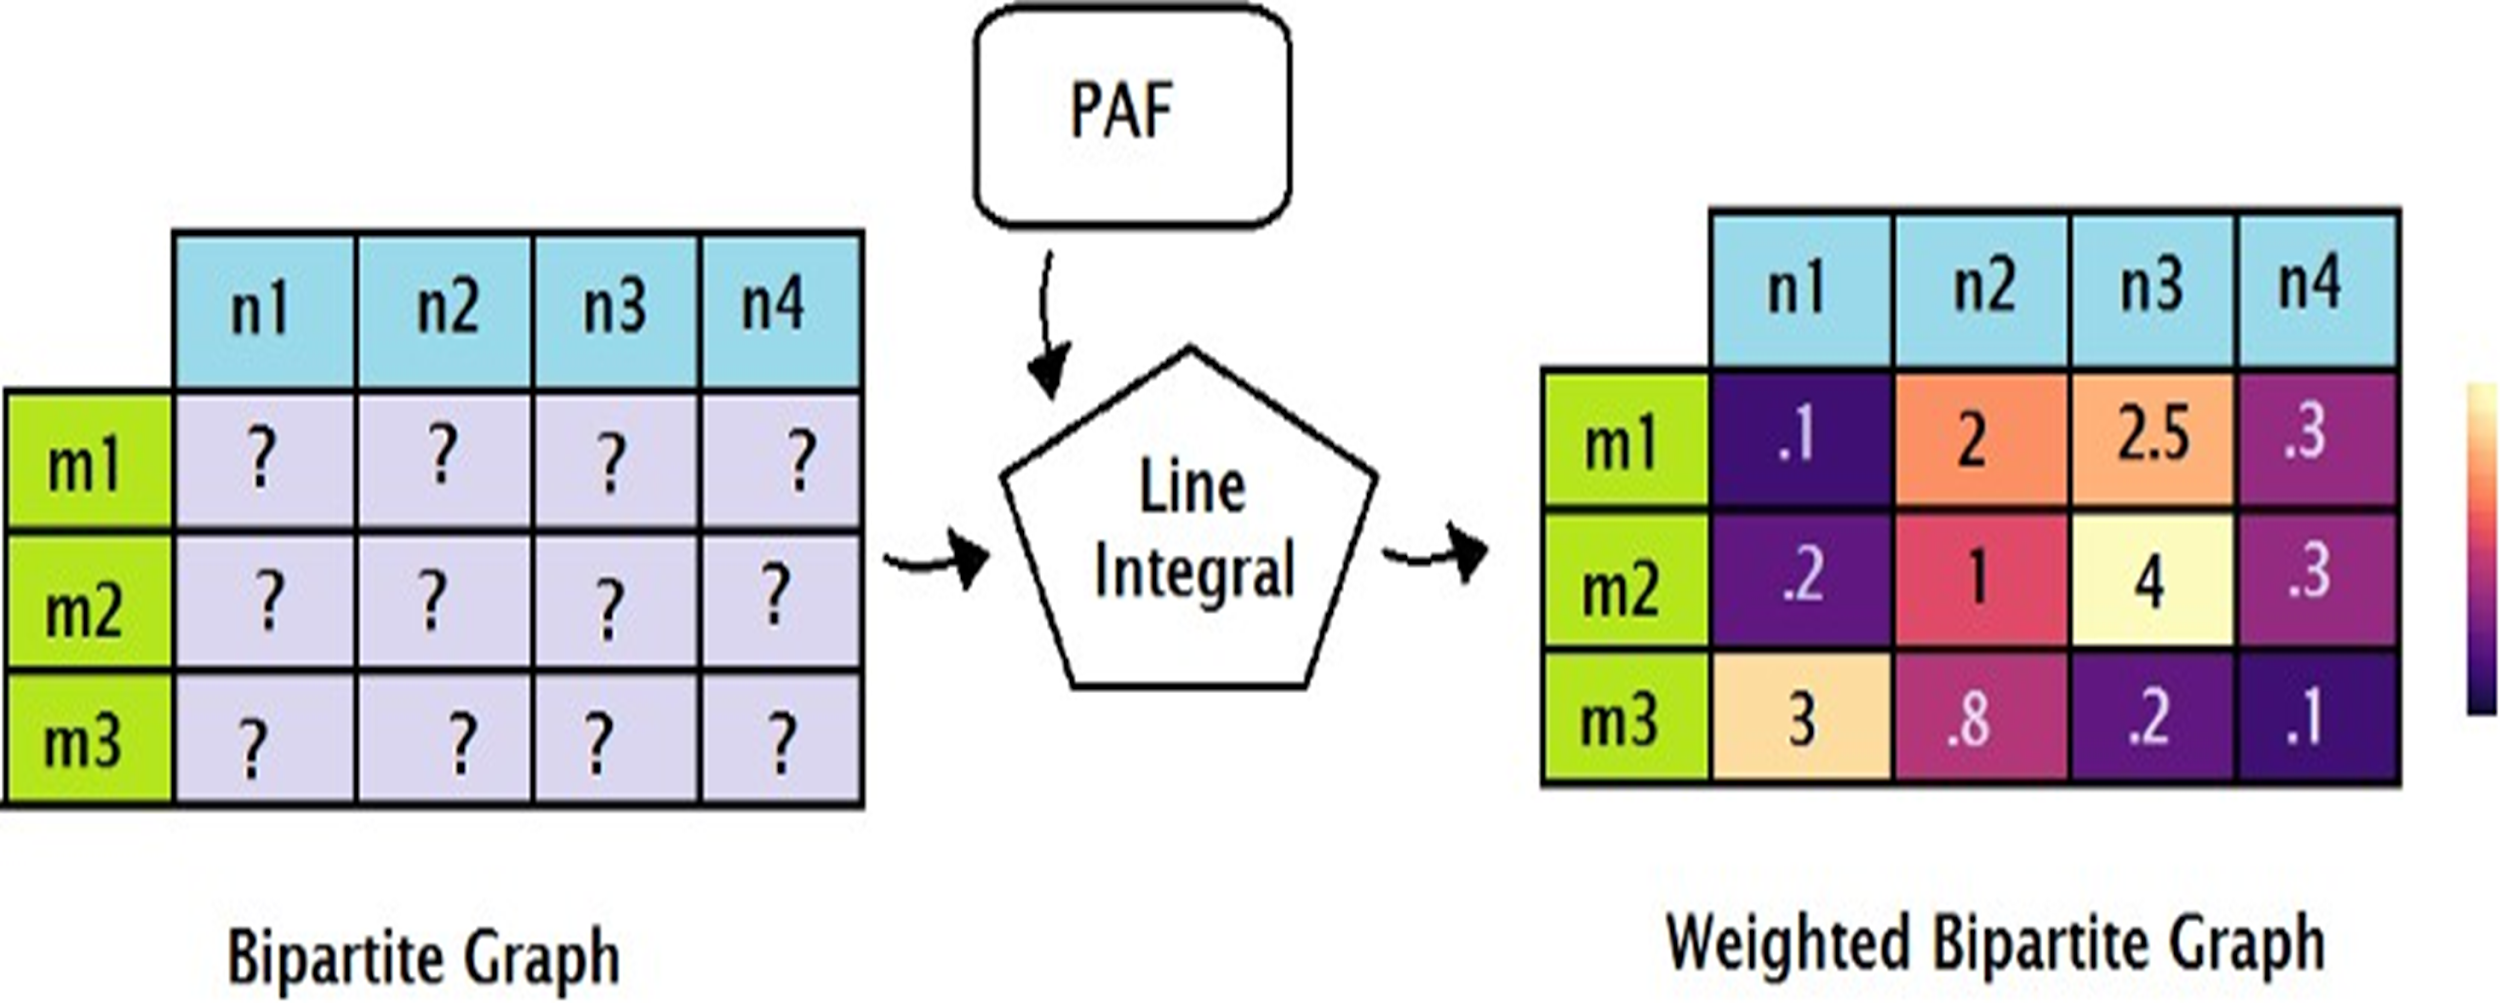 PAF
n1 n2 n3 n4
m1 ? ? ? ?
m2 ? ? ? ?
m3 ? ? ? ?
Bipartite Graph
Line
Integral
n1 n2 n3 n4
m1 .1 2 2.5 .3
m2 .2 1 4 .3
m3 3 .8 .2 .1
Weighted Bipartite Graph